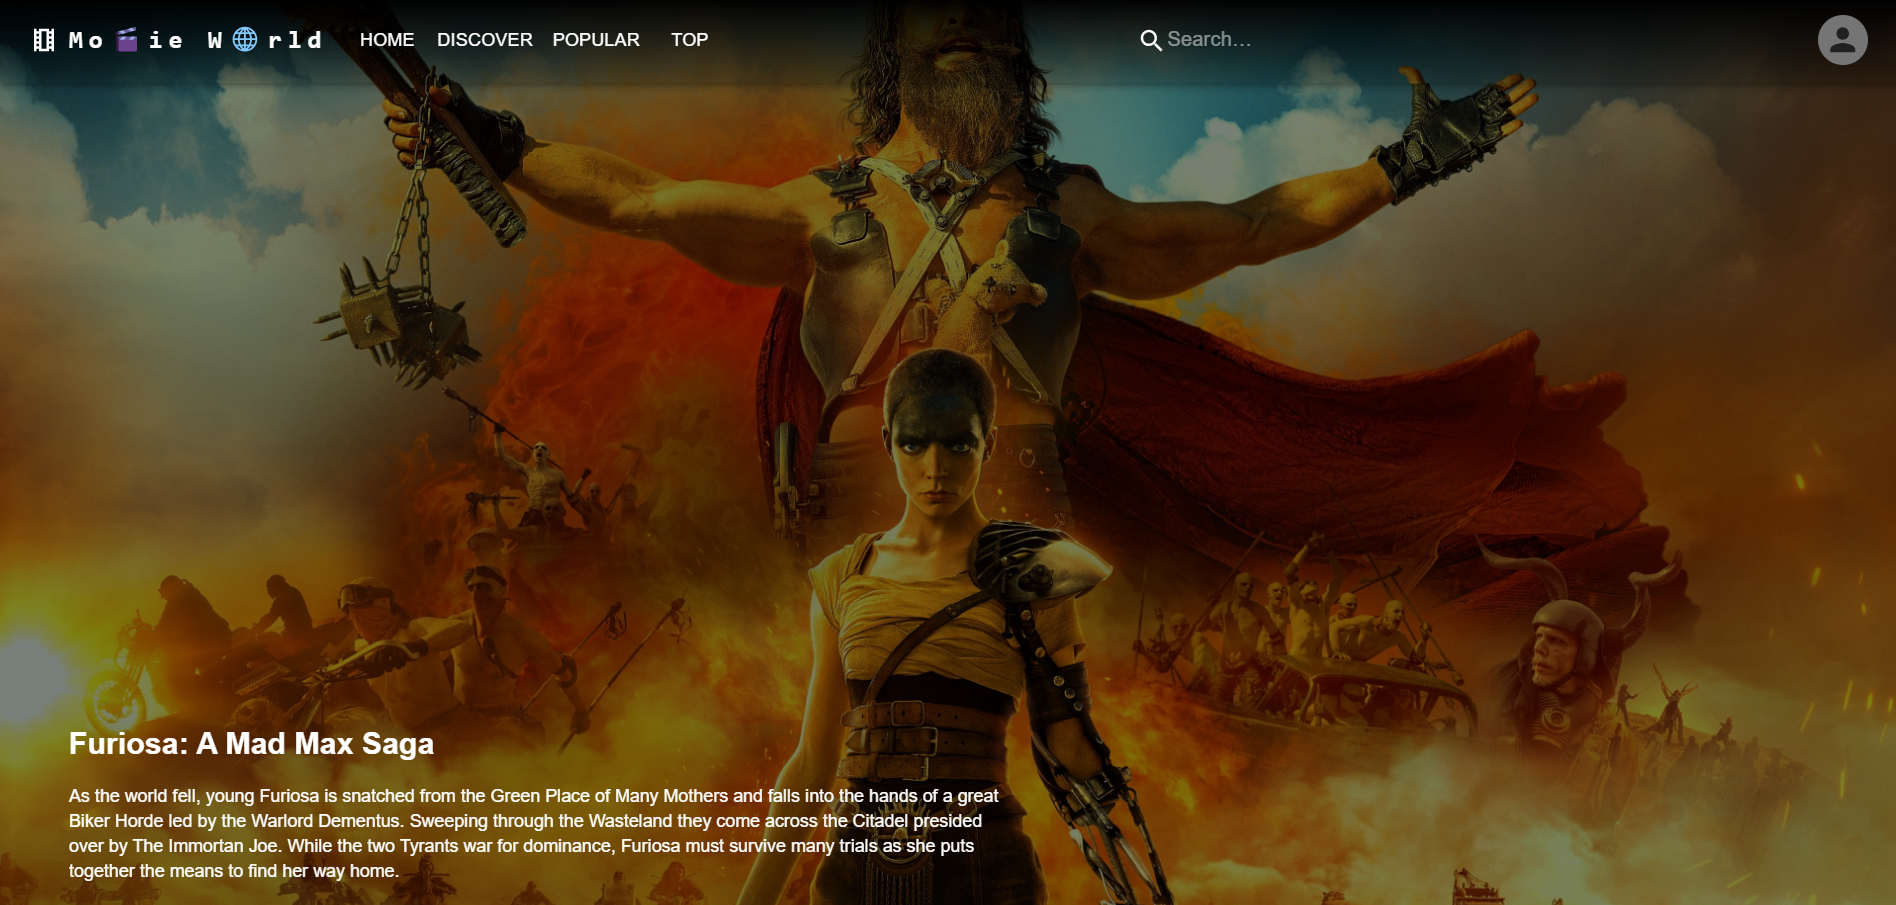 Mo🎬ie W🌐rld HOME DISCOVER POPULAR TOP Search...
Furiosa: A Mad Max Saga
As the world fell, young Furiosa is snatched from the Green Place of Many Mothers and falls into the hands of a great
Biker Horde led by the Warlord Dementus. Sweeping through the Wasteland they come across the Citadel presided
over by The Immortan Joe. While the two Tyrants war for dominance, Furiosa must survive many trials as she puts
together the means to find her way home.